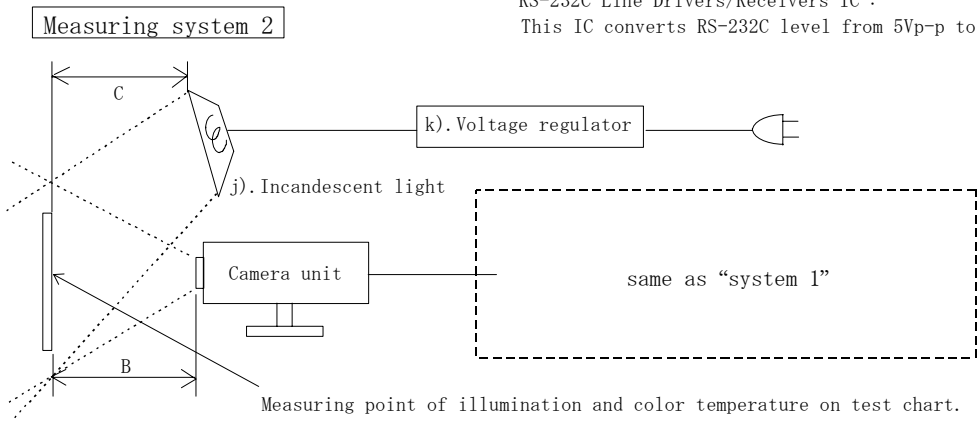 RS-232C Line Drivers/Receivers IC :
This IC converts RS-232C level from 5Vp-p to
Measuring system 2
C
k).Voltage regulator
j).Incandescent light
Camera unit
same as “system 1”
B
Measuring point of illumination and color temperature on test chart.